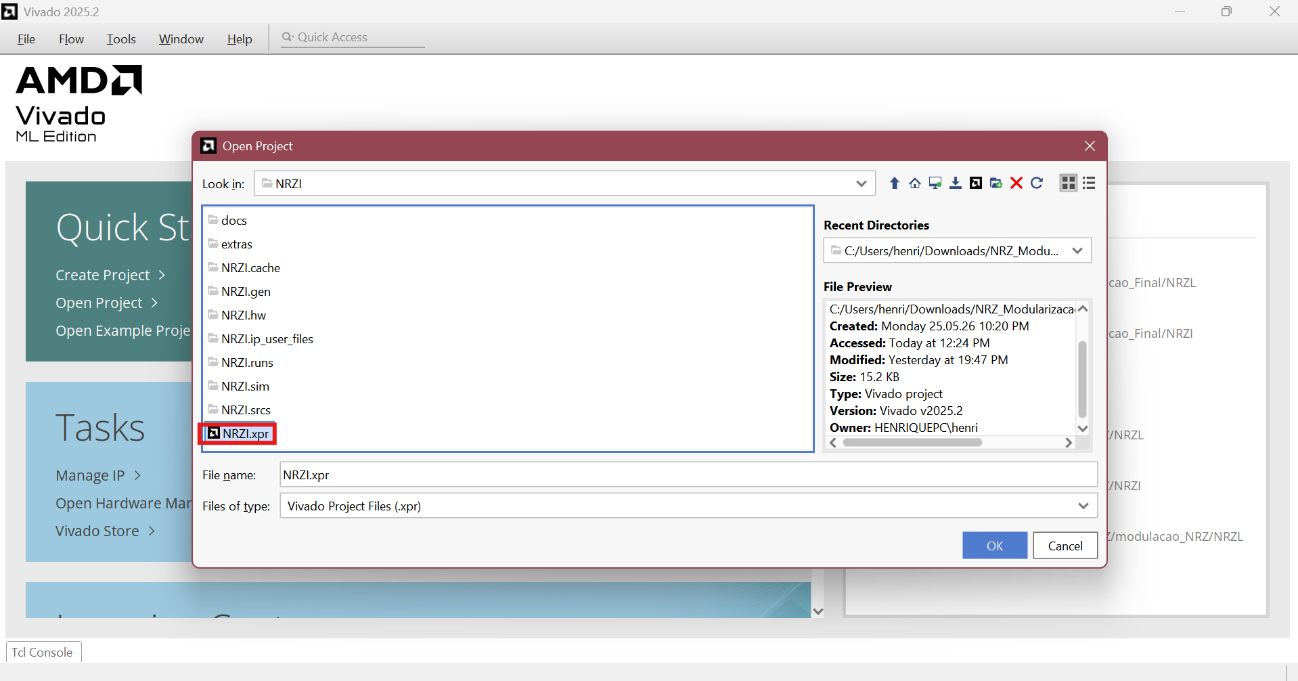 Vivado 2025.2
File Flow Tools Window Help Quick Access
AMD
Vivado
ML Edition
Open Project
Look in: NRZI
docs
extras
NRZI.cache
NRZI.gen
NRZI.hw
NRZI.ip_user_files
NRZI.runs
NRZI.sim
NRZI.srcs
NRZI.xpr
Recent Directories
C:/Users/henri/Downloads/NRZ_Modu...
File Preview
C:/Users/henri/Downloads/NRZ_Modularizaca
Created: Monday 25.05.26 10:20 PM
Accessed: Today at 12:24 PM
Modified: Yesterday at 19:47 PM
Size: 15.2 KB
Type: Vivado project
Version: Vivado v2025.2
Owner: HENRIQUEPC\henri
File name: NRZI.xpr
Files of type: Vivado Project Files (.xpr)
OK Cancel
Quick St
Create Project >
Open Project >
Open Example Proje
Tasks
Manage IP >
Open Hardware Mar
Vivado Store >
cao_Final/NRZL
cao_Final/NRZI
/NRZL
/NRZI
Z/modulacao_NRZ/NRZL
Tcl Console